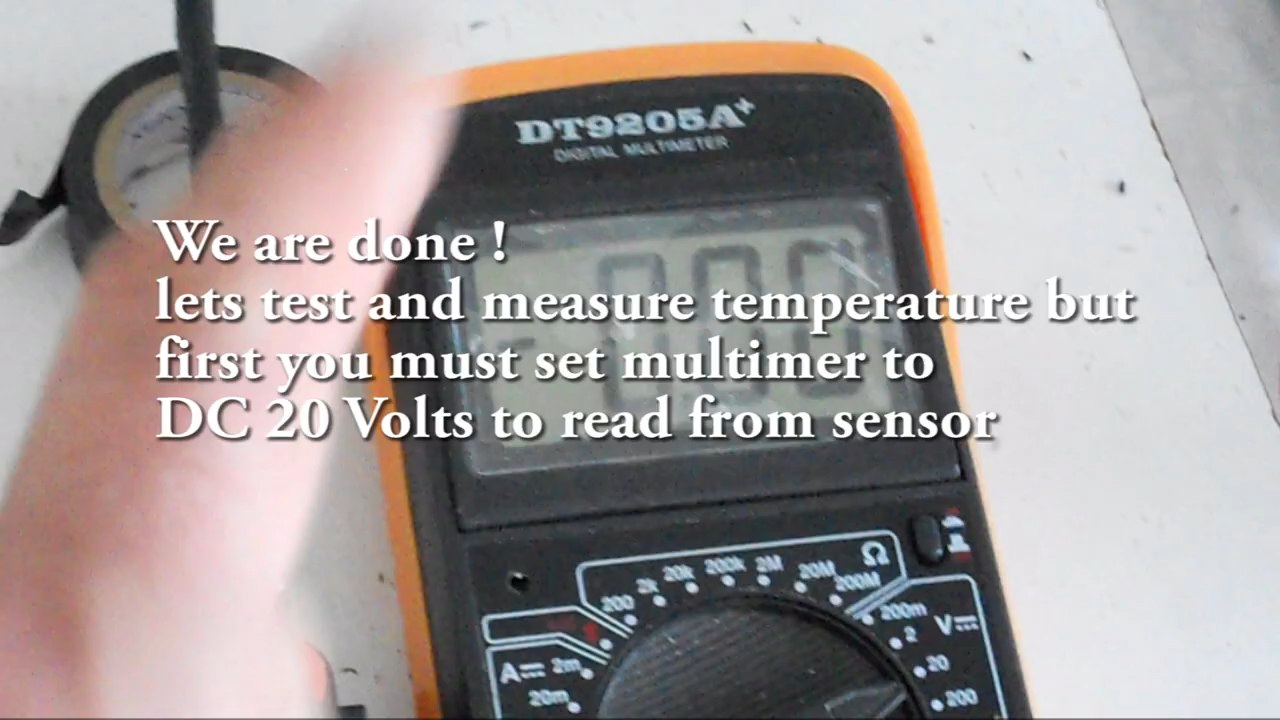 DT9205A+
DIGITAL MULTIMETER
We are done !
lets test and measure temperature but
first you must set multimer to
DC 20 Volts to read from sensor
Ω
200 2k 20k 200k 2M 20M 200M
200m
2
V
20
200
A
2m
20m